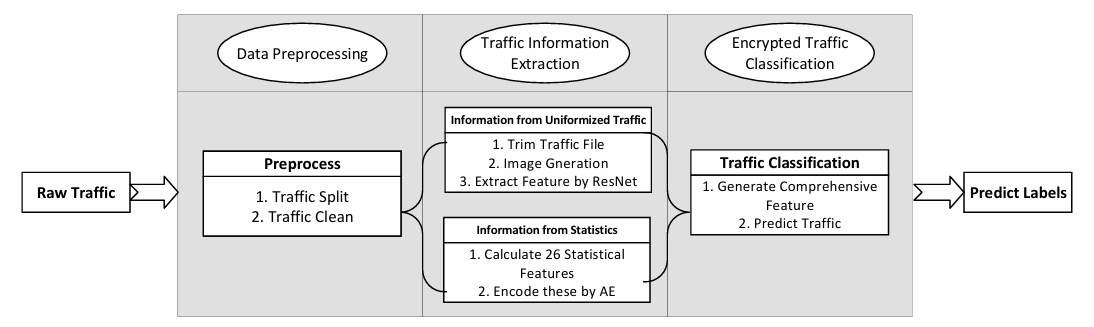 Data Preprocessing
Traffic Information
Extraction
Encrypted Traffic
Classification
Raw Traffic
Preprocess
1. Traffic Split
2. Traffic Clean
Information from Uniformized Traffic
1. Trim Traffic File
2. Image Gneration
3. Extract Feature by ResNet
Information from Statistics
1. Calculate 26 Statistical
Features
2. Encode these by AE
Traffic Classification
1. Generate Comprehensive
Feature
2. Predict Traffic
Predict Labels